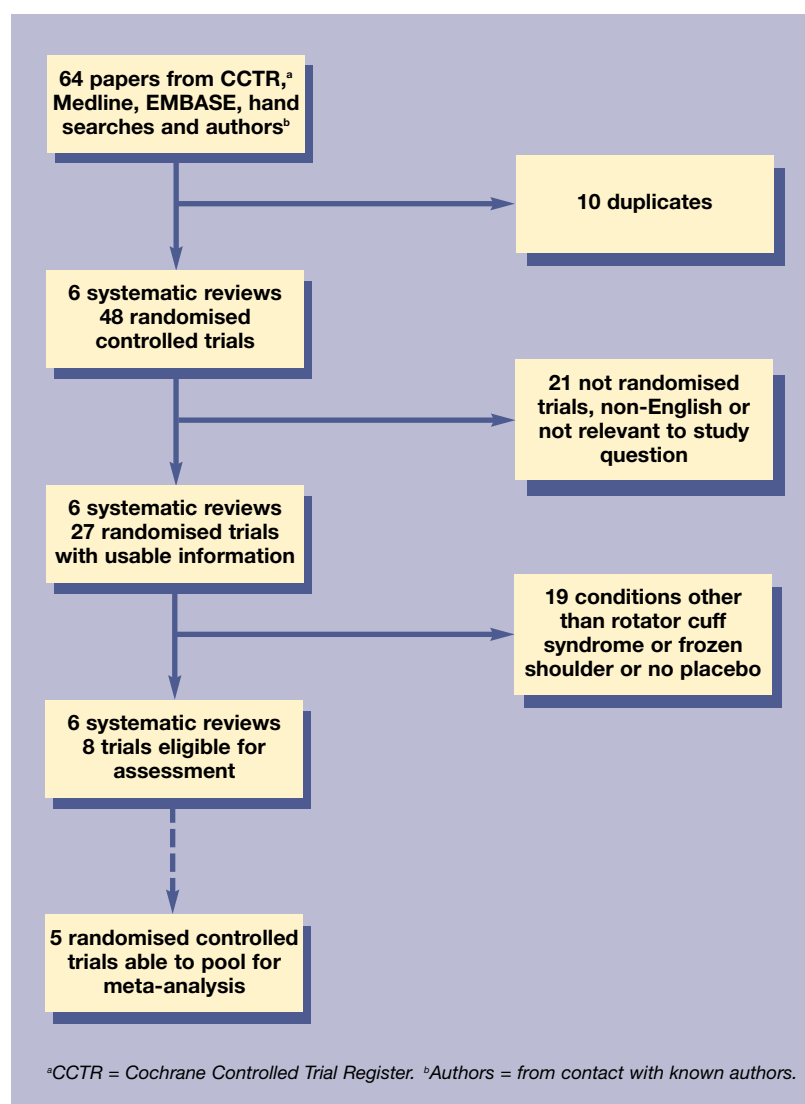 64 papers from CCTR,ᵃ
Medline, EMBASE, hand
searches and authorsᵇ
10 duplicates
6 systematic reviews
48 randomised
controlled trials
21 not randomised
trials, non-English or
not relevant to study
question
6 systematic reviews
27 randomised trials
with usable information
19 conditions other
than rotator cuff
syndrome or frozen
shoulder or no placebo
6 systematic reviews
8 trials eligible for
assessment
5 randomised controlled
trials able to pool for
meta-analysis
ᵃCCTR = Cochrane Controlled Trial Register. ᵇAuthors = from contact with known authors.